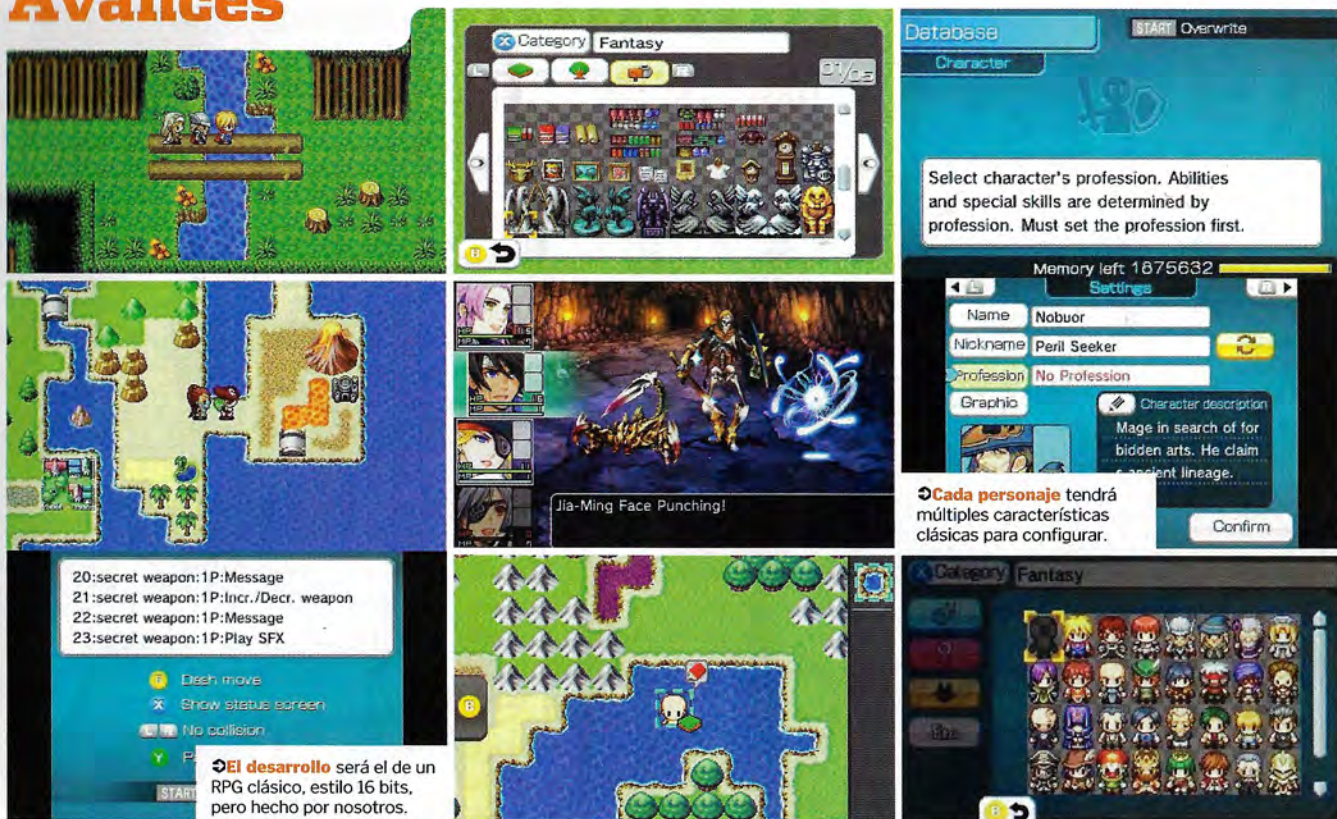 Avances
Category Fantasy
L
R
01/05
B
Database
START Overwrite
Character
Select character's profession. Abilities
and special skills are determined by
profession. Must set the profession first.
Memory left 1875632
L Settings R
Name Nobuor
Nickname Peril Seeker
Profession No Profession
Graphic
Character description
Mage in search of for
bidden arts. He claim
s ancient lineage.
Confirm
Cada personaje tendrá
múltiples características
clásicas para configurar.
Jia-Ming Face Punching!
20:secret weapon:1P:Message
21:secret weapon:1P:Incr./Decr. weapon
22:secret weapon:1P:Message
23:secret weapon:1P:Play SFX
Dash move
X Show status screen
L R No collision
Y
START
El desarrollo será el de un
RPG clásico, estilo 16 bits,
pero hecho por nosotros.
B
X Category Fantasy
B